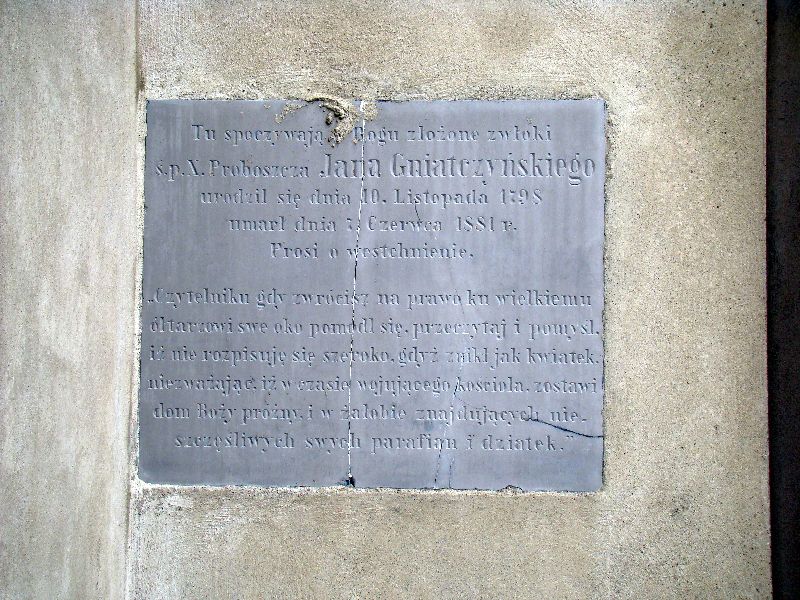 Tu spoczywają Bogu złożone zwłoki
ś.p. X. Proboszcza Jana Gniatczyńskiego
urodził się dnia 10. Listopada 1798
umarł dnia 7. Czerwca 1881 r.
Prosi o westchnienie.
„Czytelniku gdy zwrócisz na prawo ku wielkiemu
ołtarzowi swe oko pomódl się, przeczytaj i pomyśl,
iż nie rozpisuję się szeroko, gdyż znikł jak kwiatek,
niezważając, iż w czasie wojującego kościoła, zostawi
dom Boży próżny, i w żałobie znajdujących nie-
szczęśliwych swych parafian i dziatek."